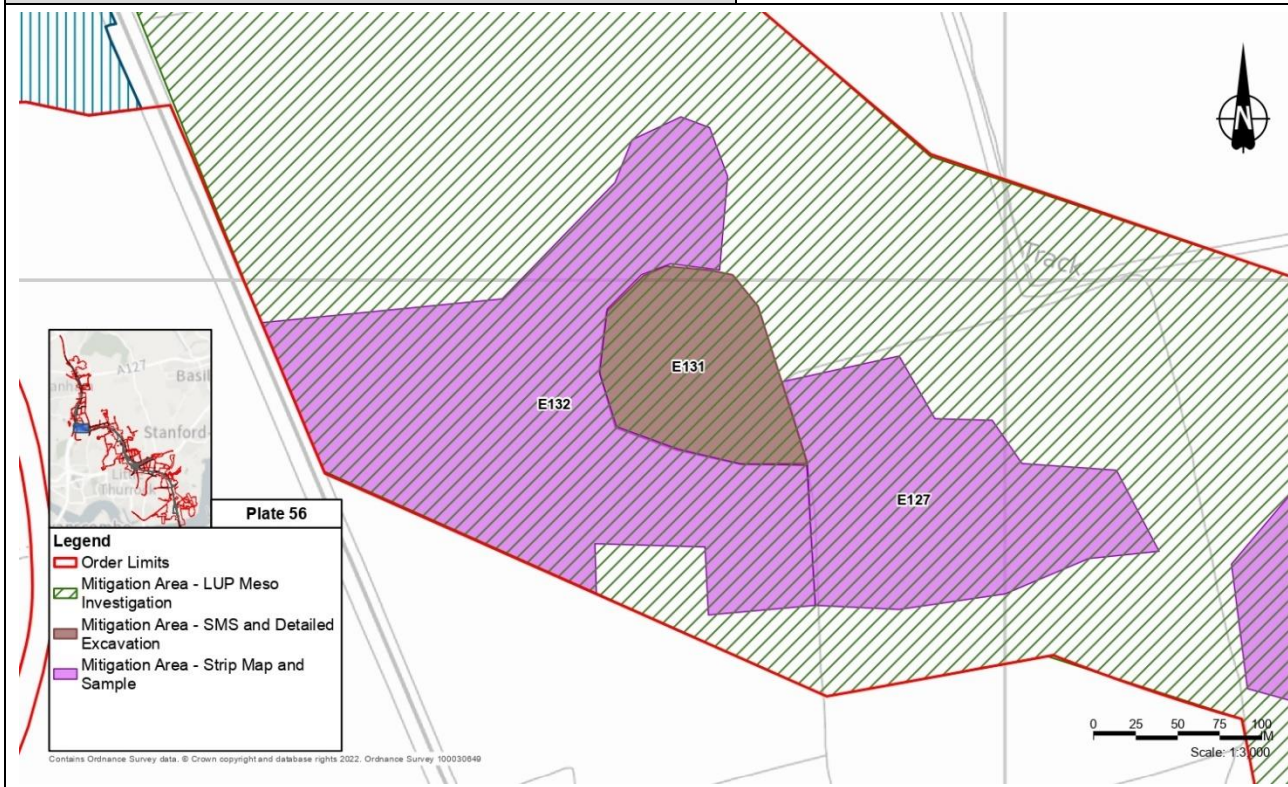 N
Track
E131
E132
E127
A127
Basil
Stanford-
Plate 56
Legend
Order Limits
Mitigation Area - LUP Meso
Investigation
Mitigation Area - SMS and Detailed
Excavation
Mitigation Area - Strip Map and
Sample
0 25 50 75 100
M
Scale: 1:3,000
Contains Ordnance Survey data. © Crown copyright and database rights 2022. Ordnance Survey 100030649